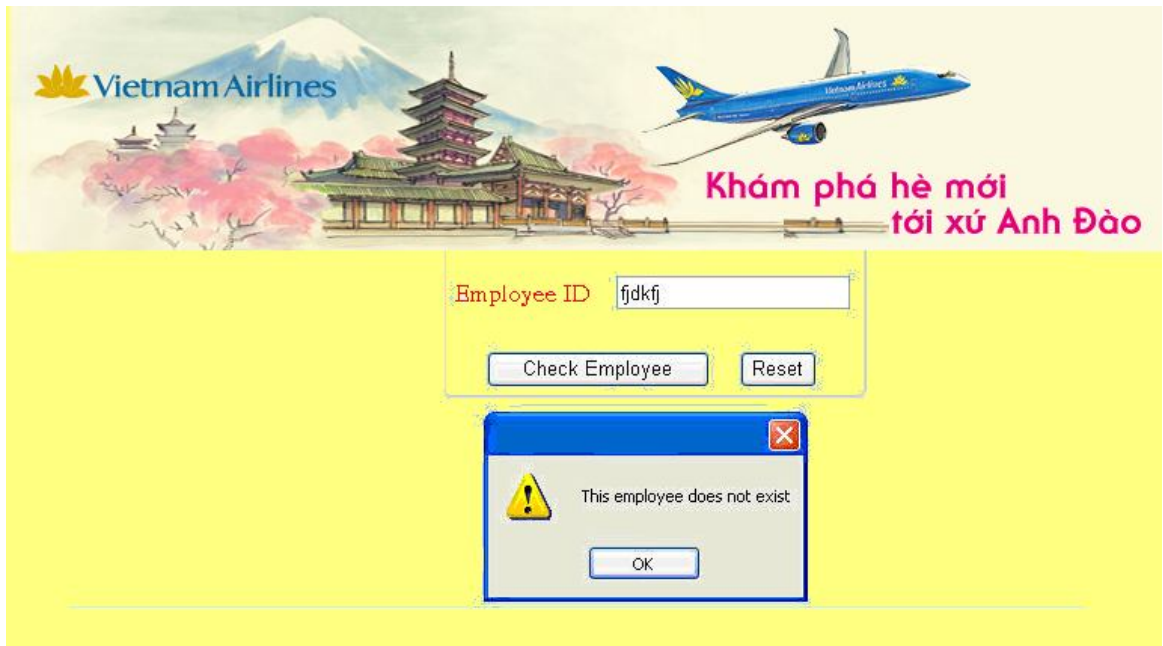 Vietnam Airlines
Vietnam Airlines
Khám phá hè mới
tới xứ Anh Đào
Employee ID fjdkfj
Check Employee Reset
This employee does not exist
OK